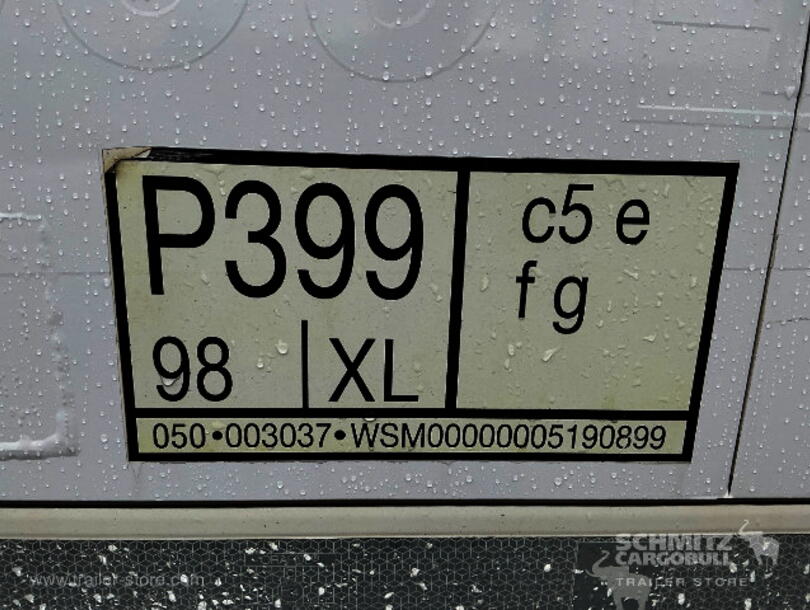 P399
98 | XL
c5 e
f g
050•003037•WSM00000005190899
www.trailer-store.com
SCHMITZ
CARGOBULL
TRAILER STORE